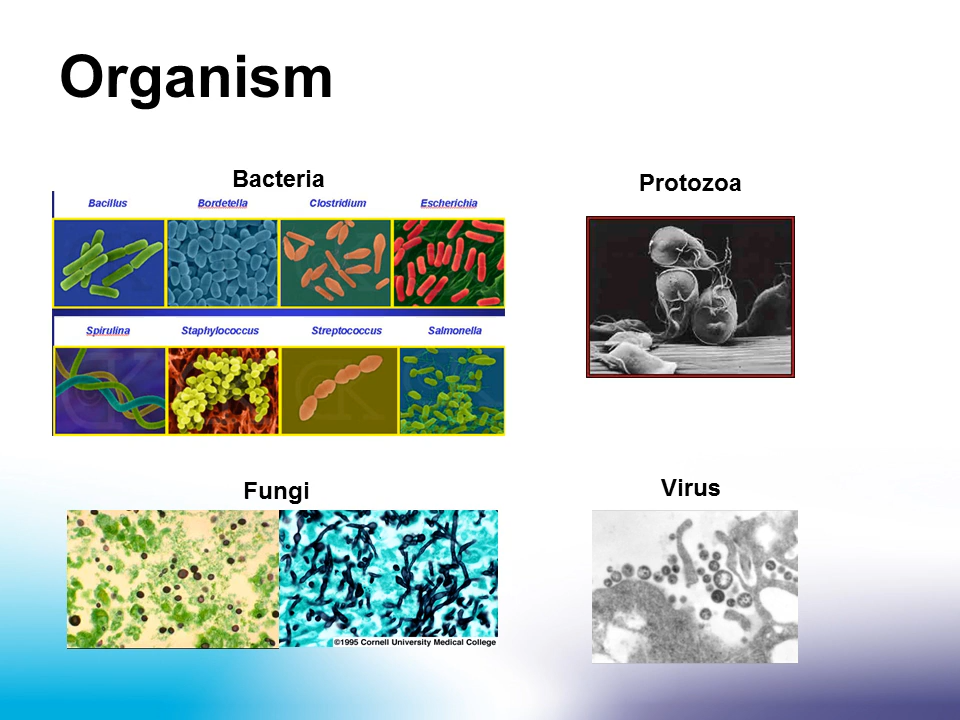 Organism
Bacteria
Bacillus Bordetella Clostridium Escherichia
Spirulina Staphylococcus Streptococcus Salmonella
Protozoa
Fungi
©1995 Cornell University Medical College
Virus